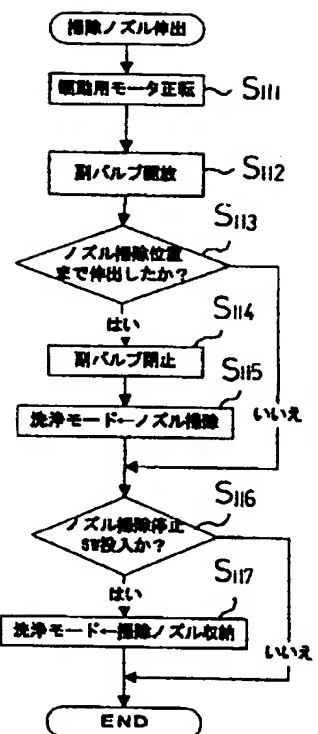 掃除ノズル伸出
駆動用モータ正転
S111
副バルブ開放
S112
S113
ノズル掃除位置
まで伸出したか?
はい
S114
副バルブ閉止
S115
洗浄モード←ノズル掃除
いいえ
S116
ノズル掃除停止
SW投入か?
はい
S117
洗浄モード←掃除ノズル収納
いいえ
END